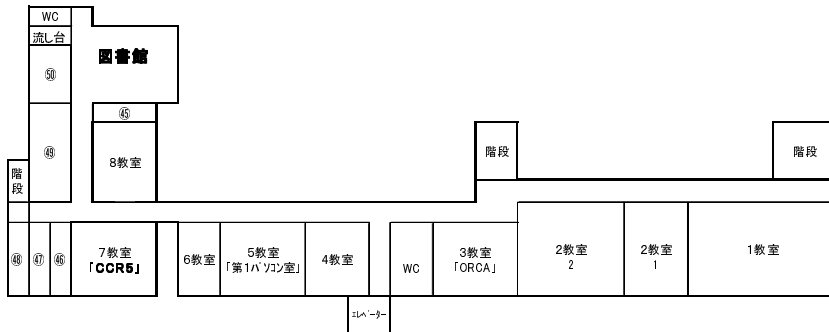 WC
流し台
図書館
㊿
㊺
㊾
8教室
階段
階段
階段
㊽
㊼
㊻
7教室
「CCR5」
6教室
5教室
「第1パソコン室」
4教室
WC
3教室
「ORCA」
2教室
2
2教室
1
1教室
エレベーター